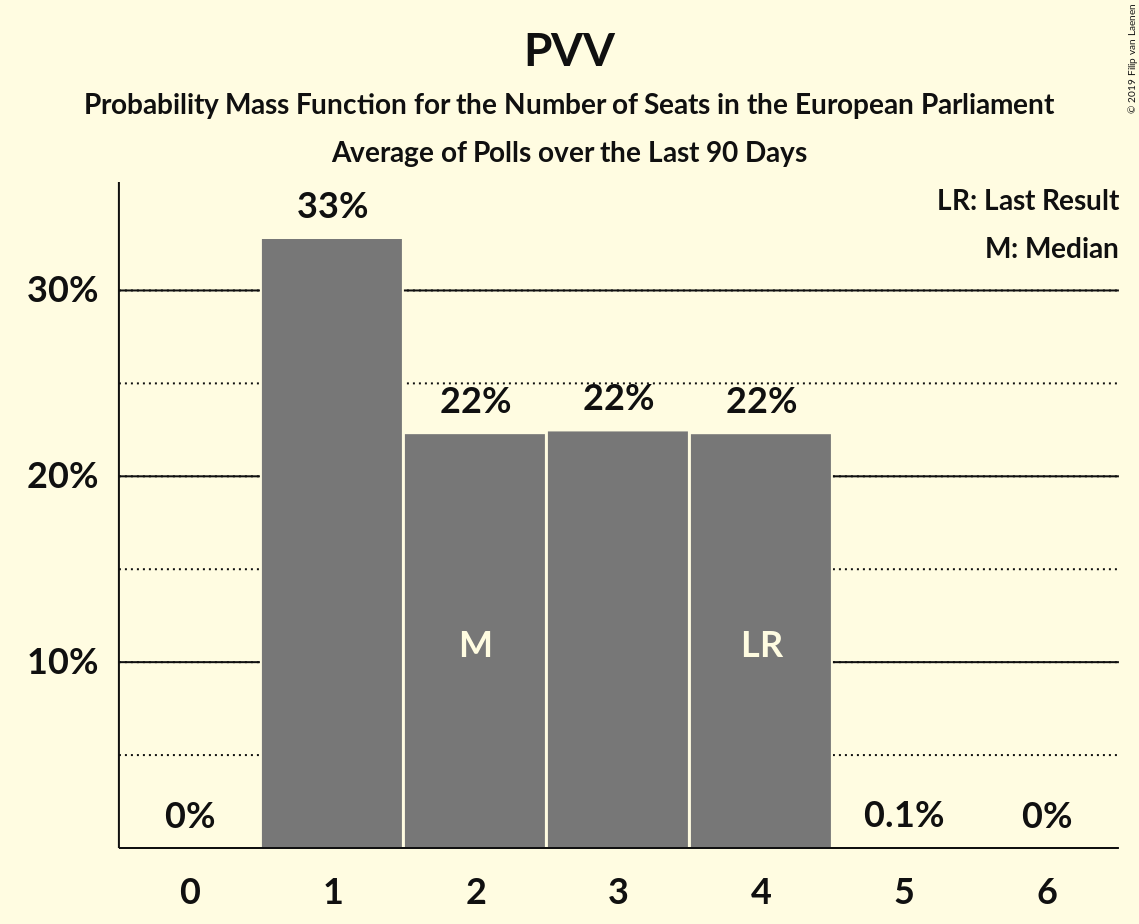 PVV
Probability Mass Function for the Number of Seats in the European Parliament
Average of Polls over the Last 90 Days
© 2019 Filip van Laenen
LR: Last Result
M: Median
33%
30%
22%
22%
22%
20%
M
LR
10%
0%
0.1%
0%
0
1
2
3
4
5
6